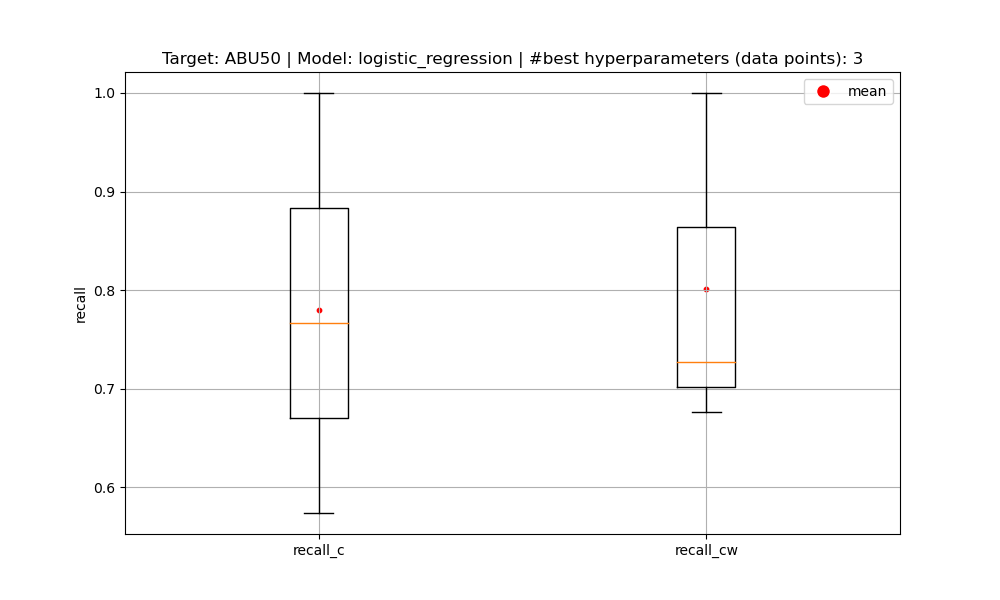 Target: ABU50 | Model: logistic_regression | #best hyperparameters (data points): 3
mean
1.0
0.9
0.8
0.7
0.6
recall
recall_c
recall_cw